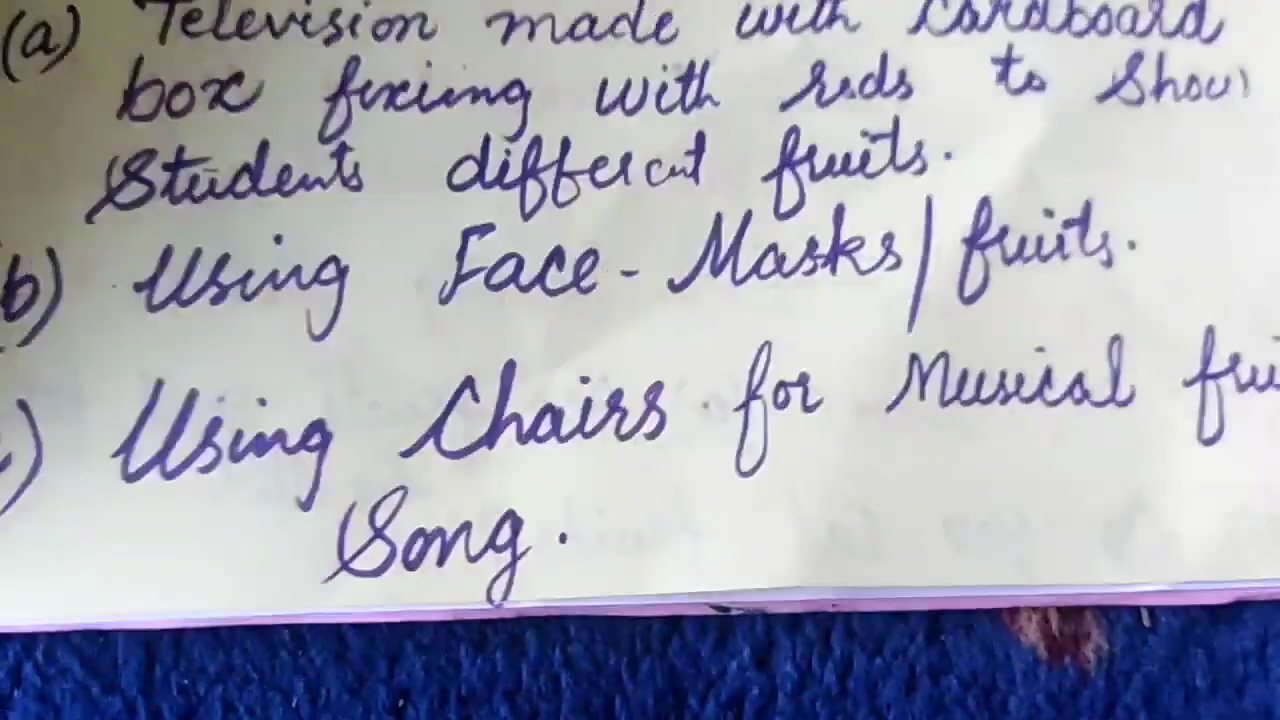 (a) Television made with Cardboard
box fixing with rods to Show
Students different fruits.
b) Using Face-Masks/fruits.
) Using Chairs for Musical frui
Song.